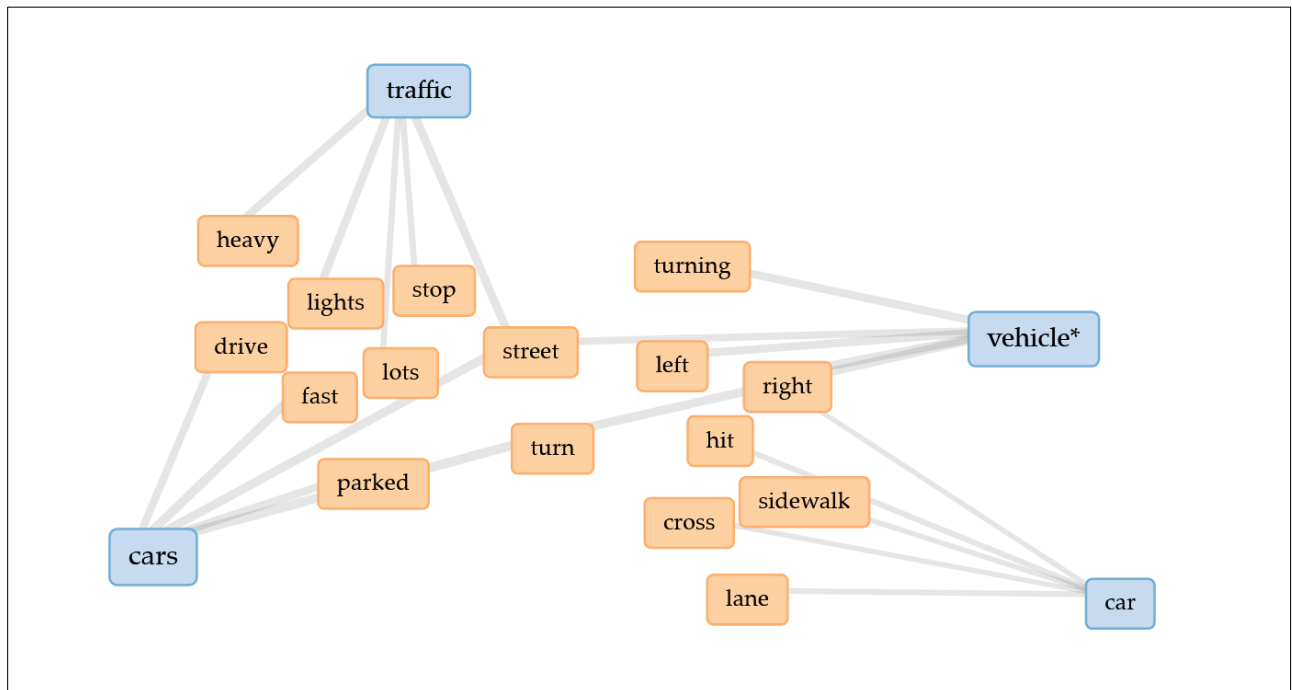 traffic
heavy
turning
lights
stop
vehicle*
drive
street
left
lots
right
fast
hit
turn
parked
sidewalk
cross
cars
lane
car